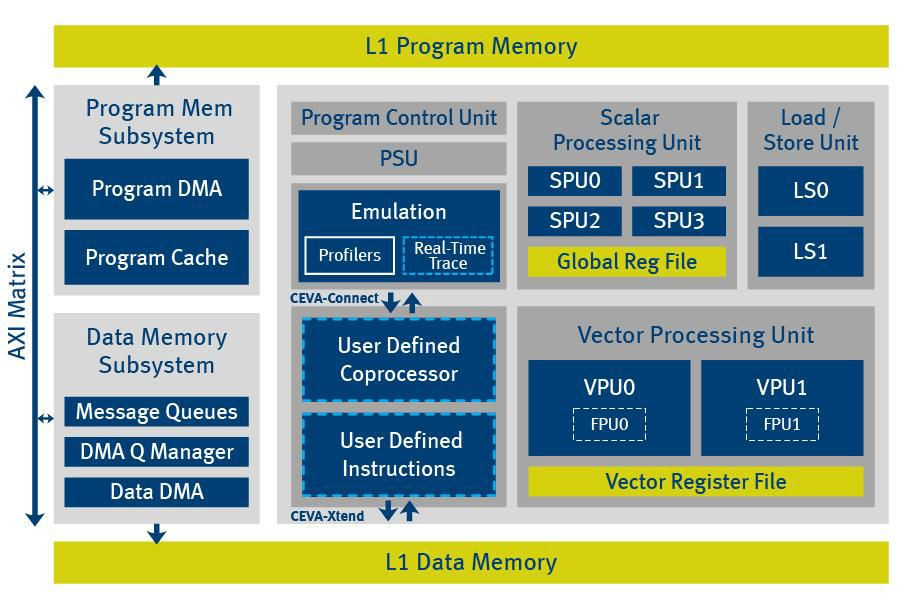 L1 Program Memory
AXI Matrix
Program Mem
Subsystem
Program DMA
Program Cache
Data Memory
Subsystem
Message Queues
DMA Q Manager
Data DMA
Program Control Unit
PSU
Emulation
Profilers
Real-Time
Trace
CEVA-Connect
User Defined
Coprocessor
User Defined
Instructions
CEVA-Xtend
Scalar
Processing Unit
SPU0
SPU1
SPU2
SPU3
Global Reg File
Load /
Store Unit
LS0
LS1
Vector Processing Unit
VPU0
FPU0
VPU1
FPU1
Vector Register File
L1 Data Memory